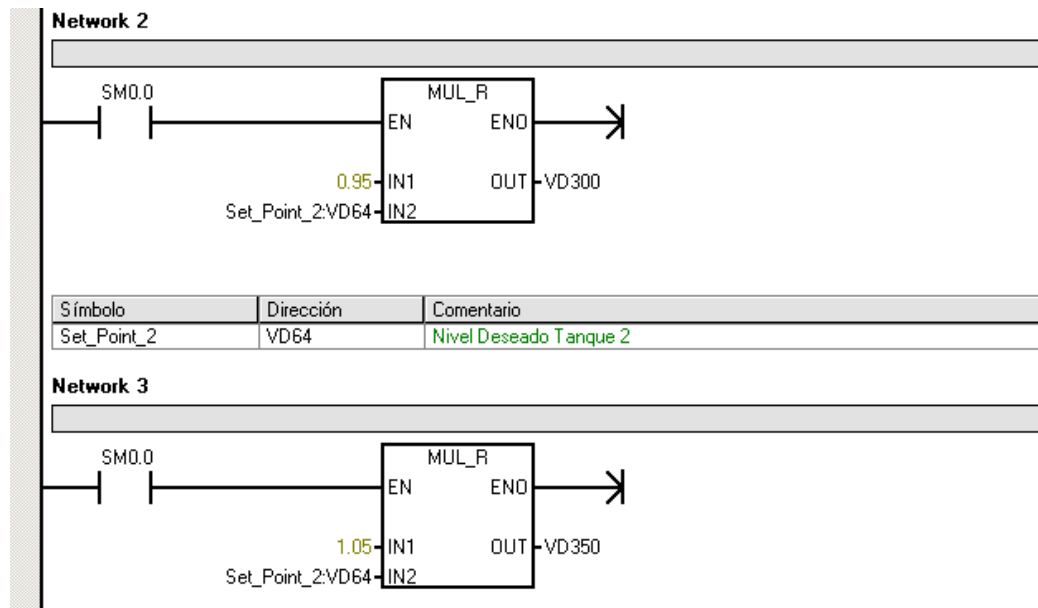 Network 2
SM0.0
MUL_R
EN ENO
0.95 IN1 OUT VD300
Set_Point_2:VD64 IN2
Símbolo Dirección Comentario
Set_Point_2 VD64 Nivel Deseado Tanque 2
Network 3
SM0.0
MUL_R
EN ENO
1.05 IN1 OUT VD350
Set_Point_2:VD64 IN2